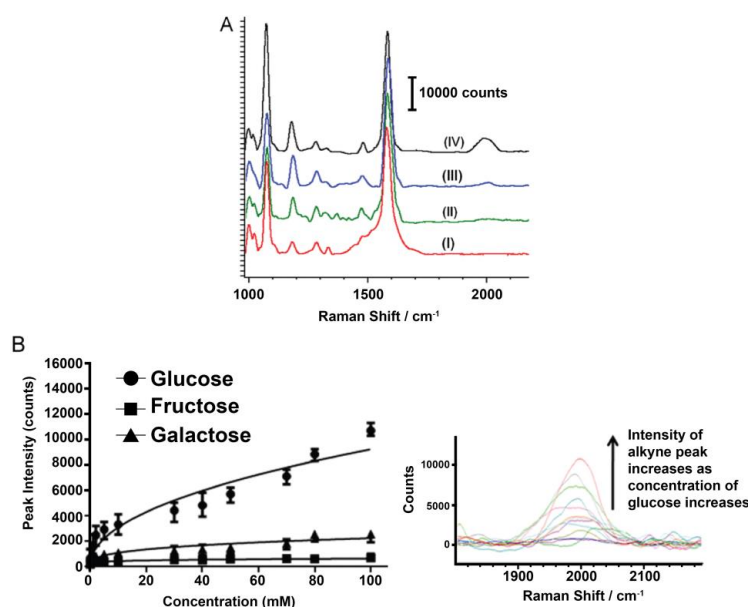 A
10000 counts
(IV)
(III)
(II)
(I)
1000 1500 2000
Raman Shift / cm-1
B
16000
14000
12000
10000
8000
6000
4000
2000
0
Peak Intensity (counts)
Glucose
Fructose
Galactose
0 20 40 60 80 100
Concentration (mM)
Counts
10000
5000
0
Intensity of
alkyne peak
increases as
concentration of
glucose increases
1900 2000 2100
Raman Shift / cm-1